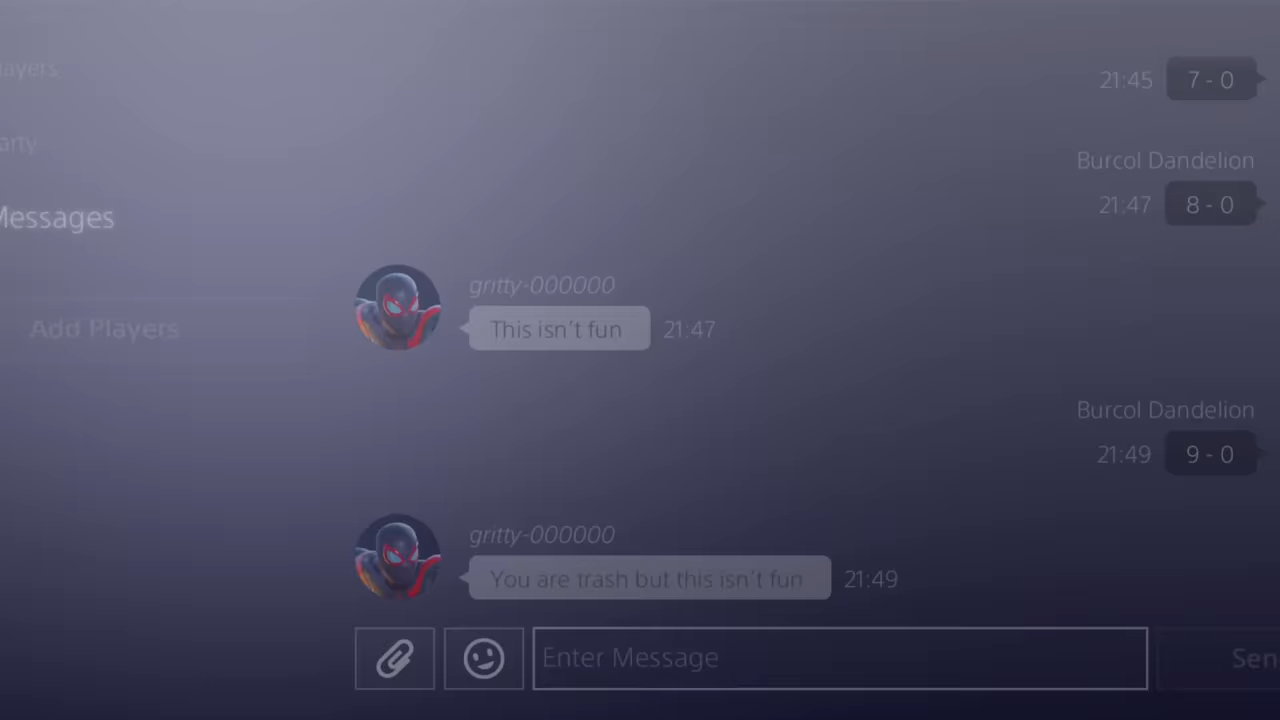 ayers
21:45 7 - 0
arty
Burcol Dandelion
21:47 8 - 0
Messages
gritty-000000
This isn't fun 21:47
Add Players
Burcol Dandelion
21:49 9 - 0
gritty-000000
You are trash but this isn't fun 21:49
Enter Message
Sen